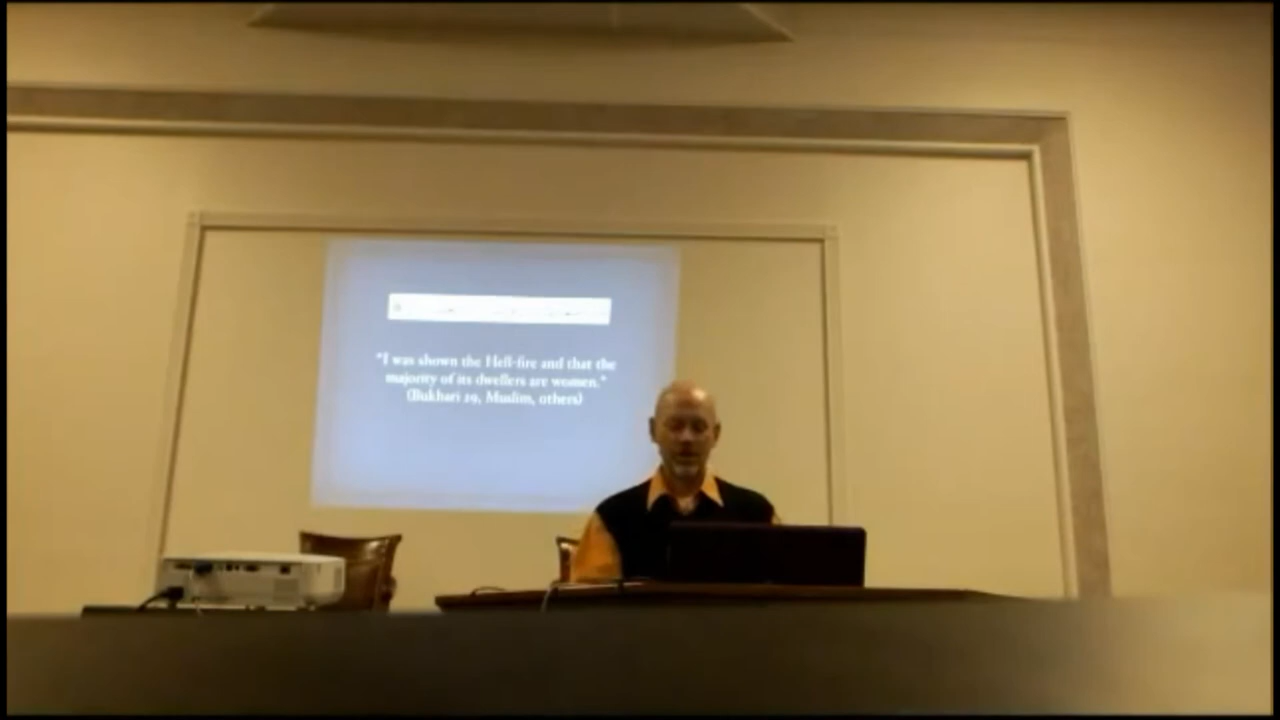 "I was shown the Hell-fire and that the
majority of its dwellers are women."
(Bukhari 29, Muslim, others)